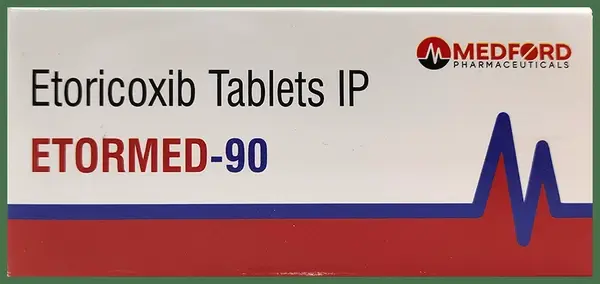 MEDFORD
PHARMACEUTICALS
Etoricoxib Tablets IP
ETORMED-90